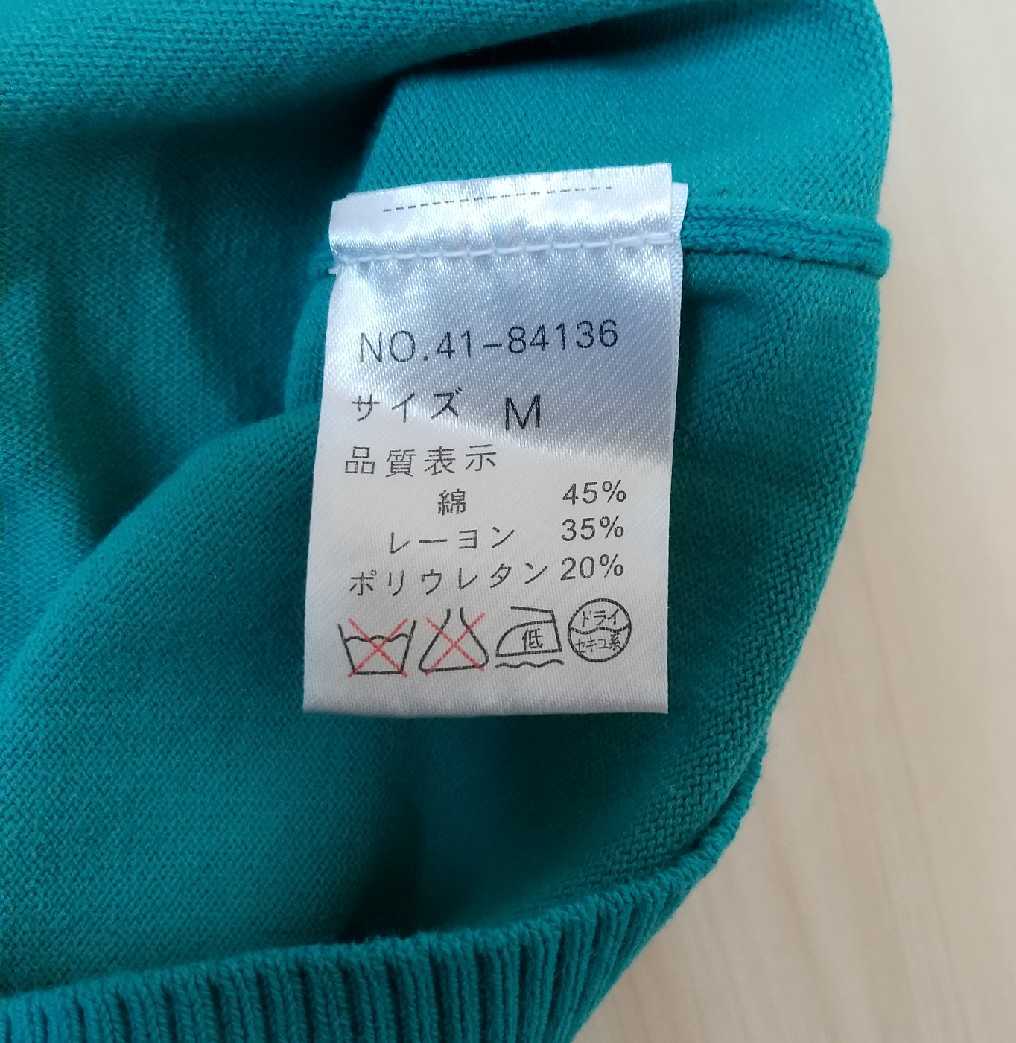 NO.41-84136
サイズ M
品質表示
綿 45%
レーヨン 35%
ポリウレタン 20%
低
ドライ
セキユ系